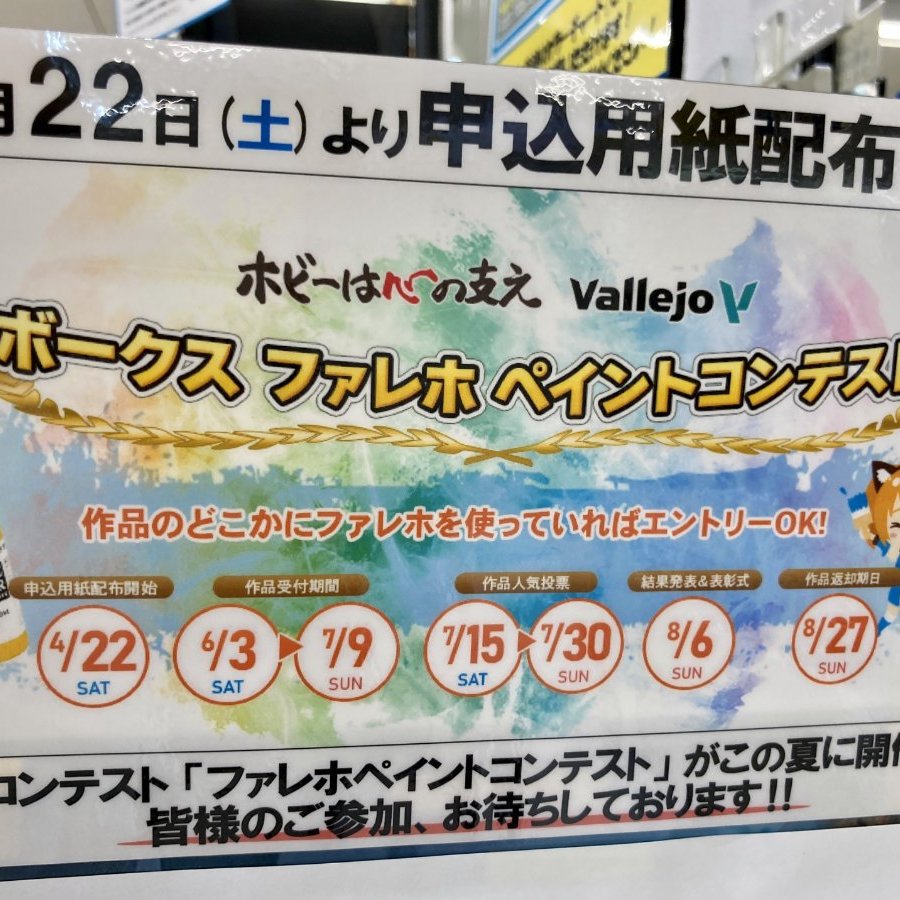 月22日(土)より申込用紙配布
ホビーは心の支え Vallejo
ボークス ファレホ ペイントコンテスト
作品のどこかにファレホを使っていればエントリーOK!
申込用紙配布開始 作品受付期間 作品人気投票 結果発表&表彰式 作品返却期日
4/22 6/3 7/9 7/15 7/30 8/6 8/27
SAT SAT SUN SAT SUN SUN SUN
コンテスト「ファレホペイントコンテスト」がこの夏に開催
皆様のご参加、お待ちしております!!